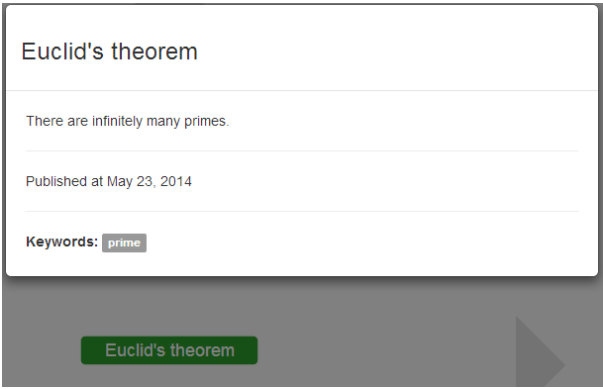 Euclid's theorem
There are infinitely many primes.
Published at May 23, 2014
Keywords: prime
Euclid's theorem